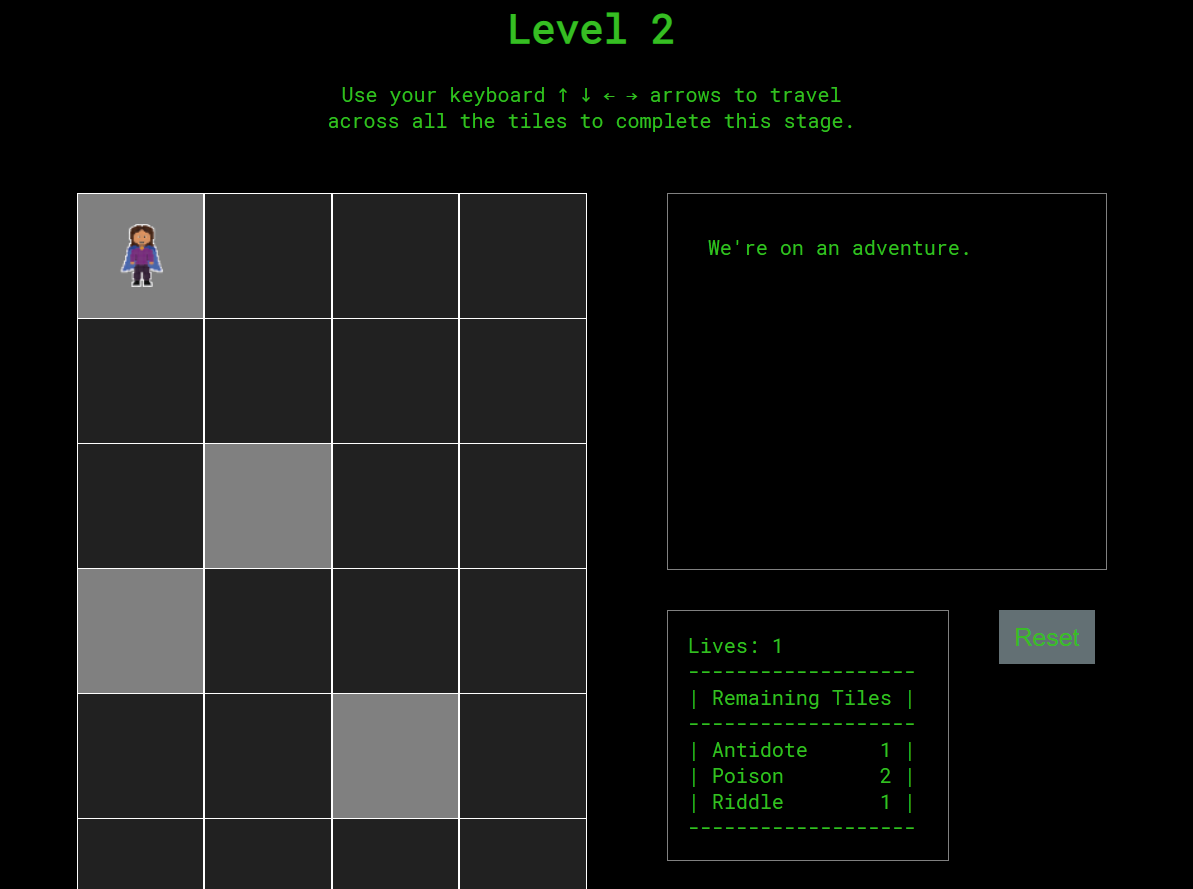 Level 2
Use your keyboard ↑ ↓ ← → arrows to travel
across all the tiles to complete this stage.
We're on an adventure.
Lives: 1
-------------------
| Remaining Tiles |
-------------------
| Antidote      1 |
| Poison        2 |
| Riddle        1 |
-------------------
Reset